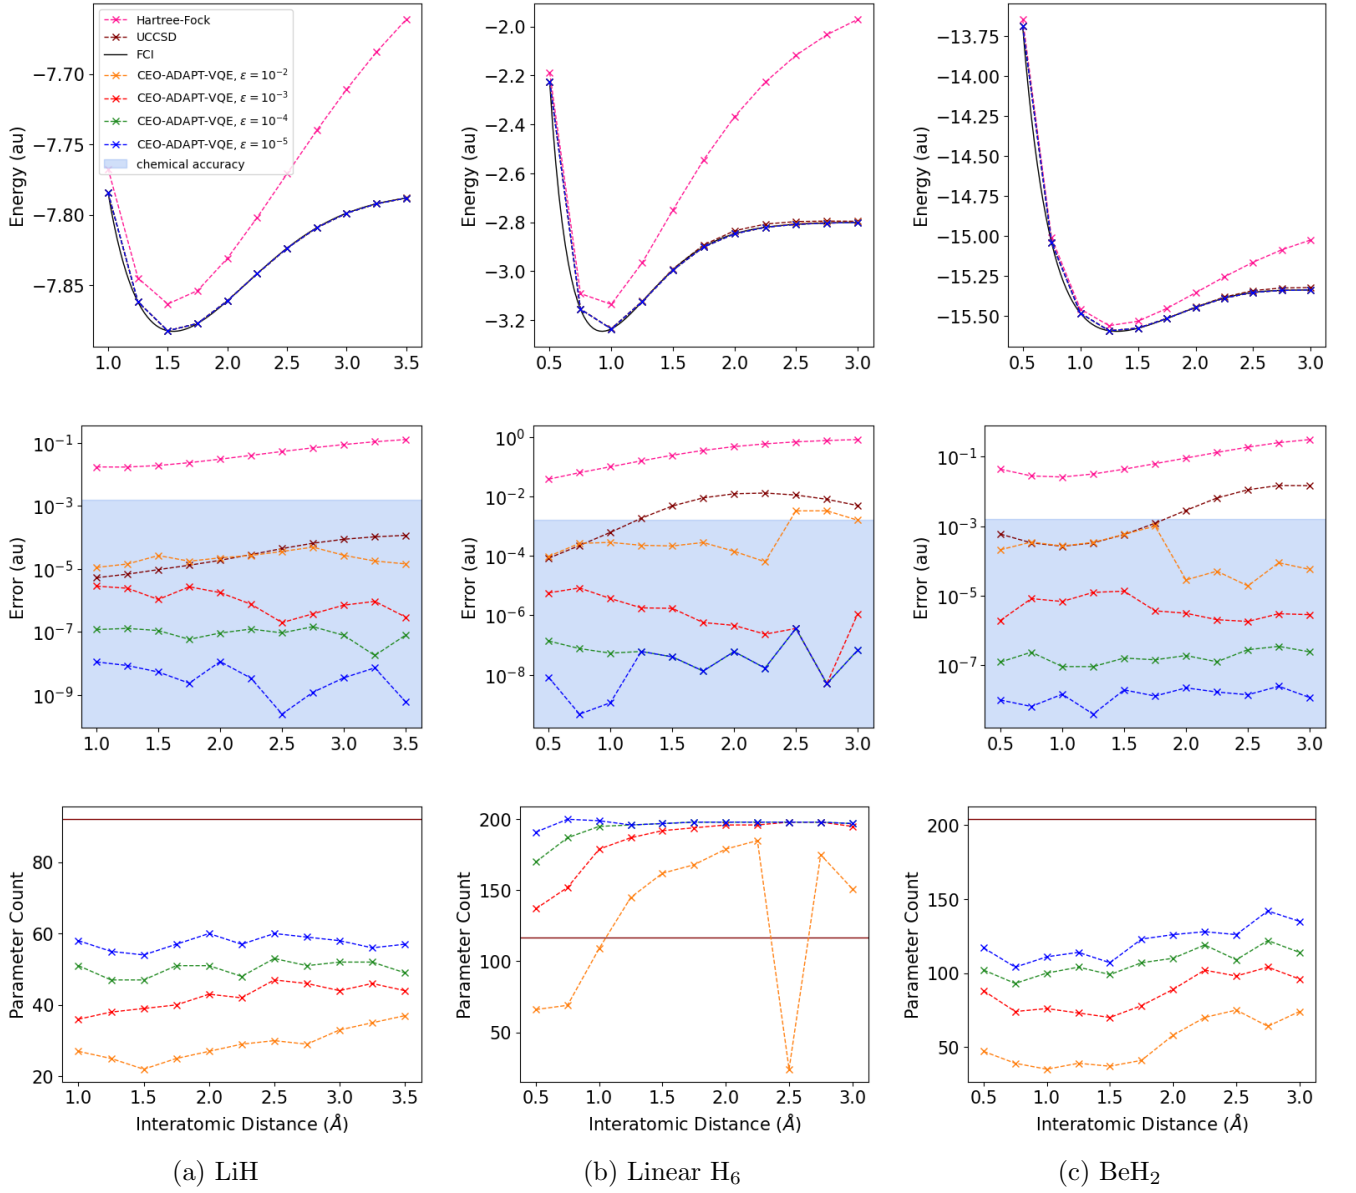 Hartree-Fock
UCCSD
FCI
CEO-ADAPT-VQE, ε = 10⁻²
CEO-ADAPT-VQE, ε = 10⁻³
CEO-ADAPT-VQE, ε = 10⁻⁴
CEO-ADAPT-VQE, ε = 10⁻⁵
chemical accuracy
Energy (au)
−7.70
−7.75
−7.80
−7.85
1.0 1.5 2.0 2.5 3.0 3.5
Energy (au)
−2.0
−2.2
−2.4
−2.6
−2.8
−3.0
−3.2
0.5 1.0 1.5 2.0 2.5 3.0
Energy (au)
−13.75
−14.00
−14.25
−14.50
−14.75
−15.00
−15.25
−15.50
0.5 1.0 1.5 2.0 2.5 3.0
Error (au)
10⁻¹
10⁻³
10⁻⁵
10⁻⁷
10⁻⁹
1.0 1.5 2.0 2.5 3.0 3.5
Error (au)
10⁰
10⁻²
10⁻⁴
10⁻⁶
10⁻⁸
0.5 1.0 1.5 2.0 2.5 3.0
Error (au)
10⁻¹
10⁻³
10⁻⁵
10⁻⁷
0.5 1.0 1.5 2.0 2.5 3.0
Parameter Count
80
60
40
20
1.0 1.5 2.0 2.5 3.0 3.5
Interatomic Distance (Å)
Parameter Count
200
150
100
50
0.5 1.0 1.5 2.0 2.5 3.0
Interatomic Distance (Å)
Parameter Count
200
150
100
50
0.5 1.0 1.5 2.0 2.5 3.0
Interatomic Distance (Å)
(a) LiH
(b) Linear H₆
(c) BeH₂